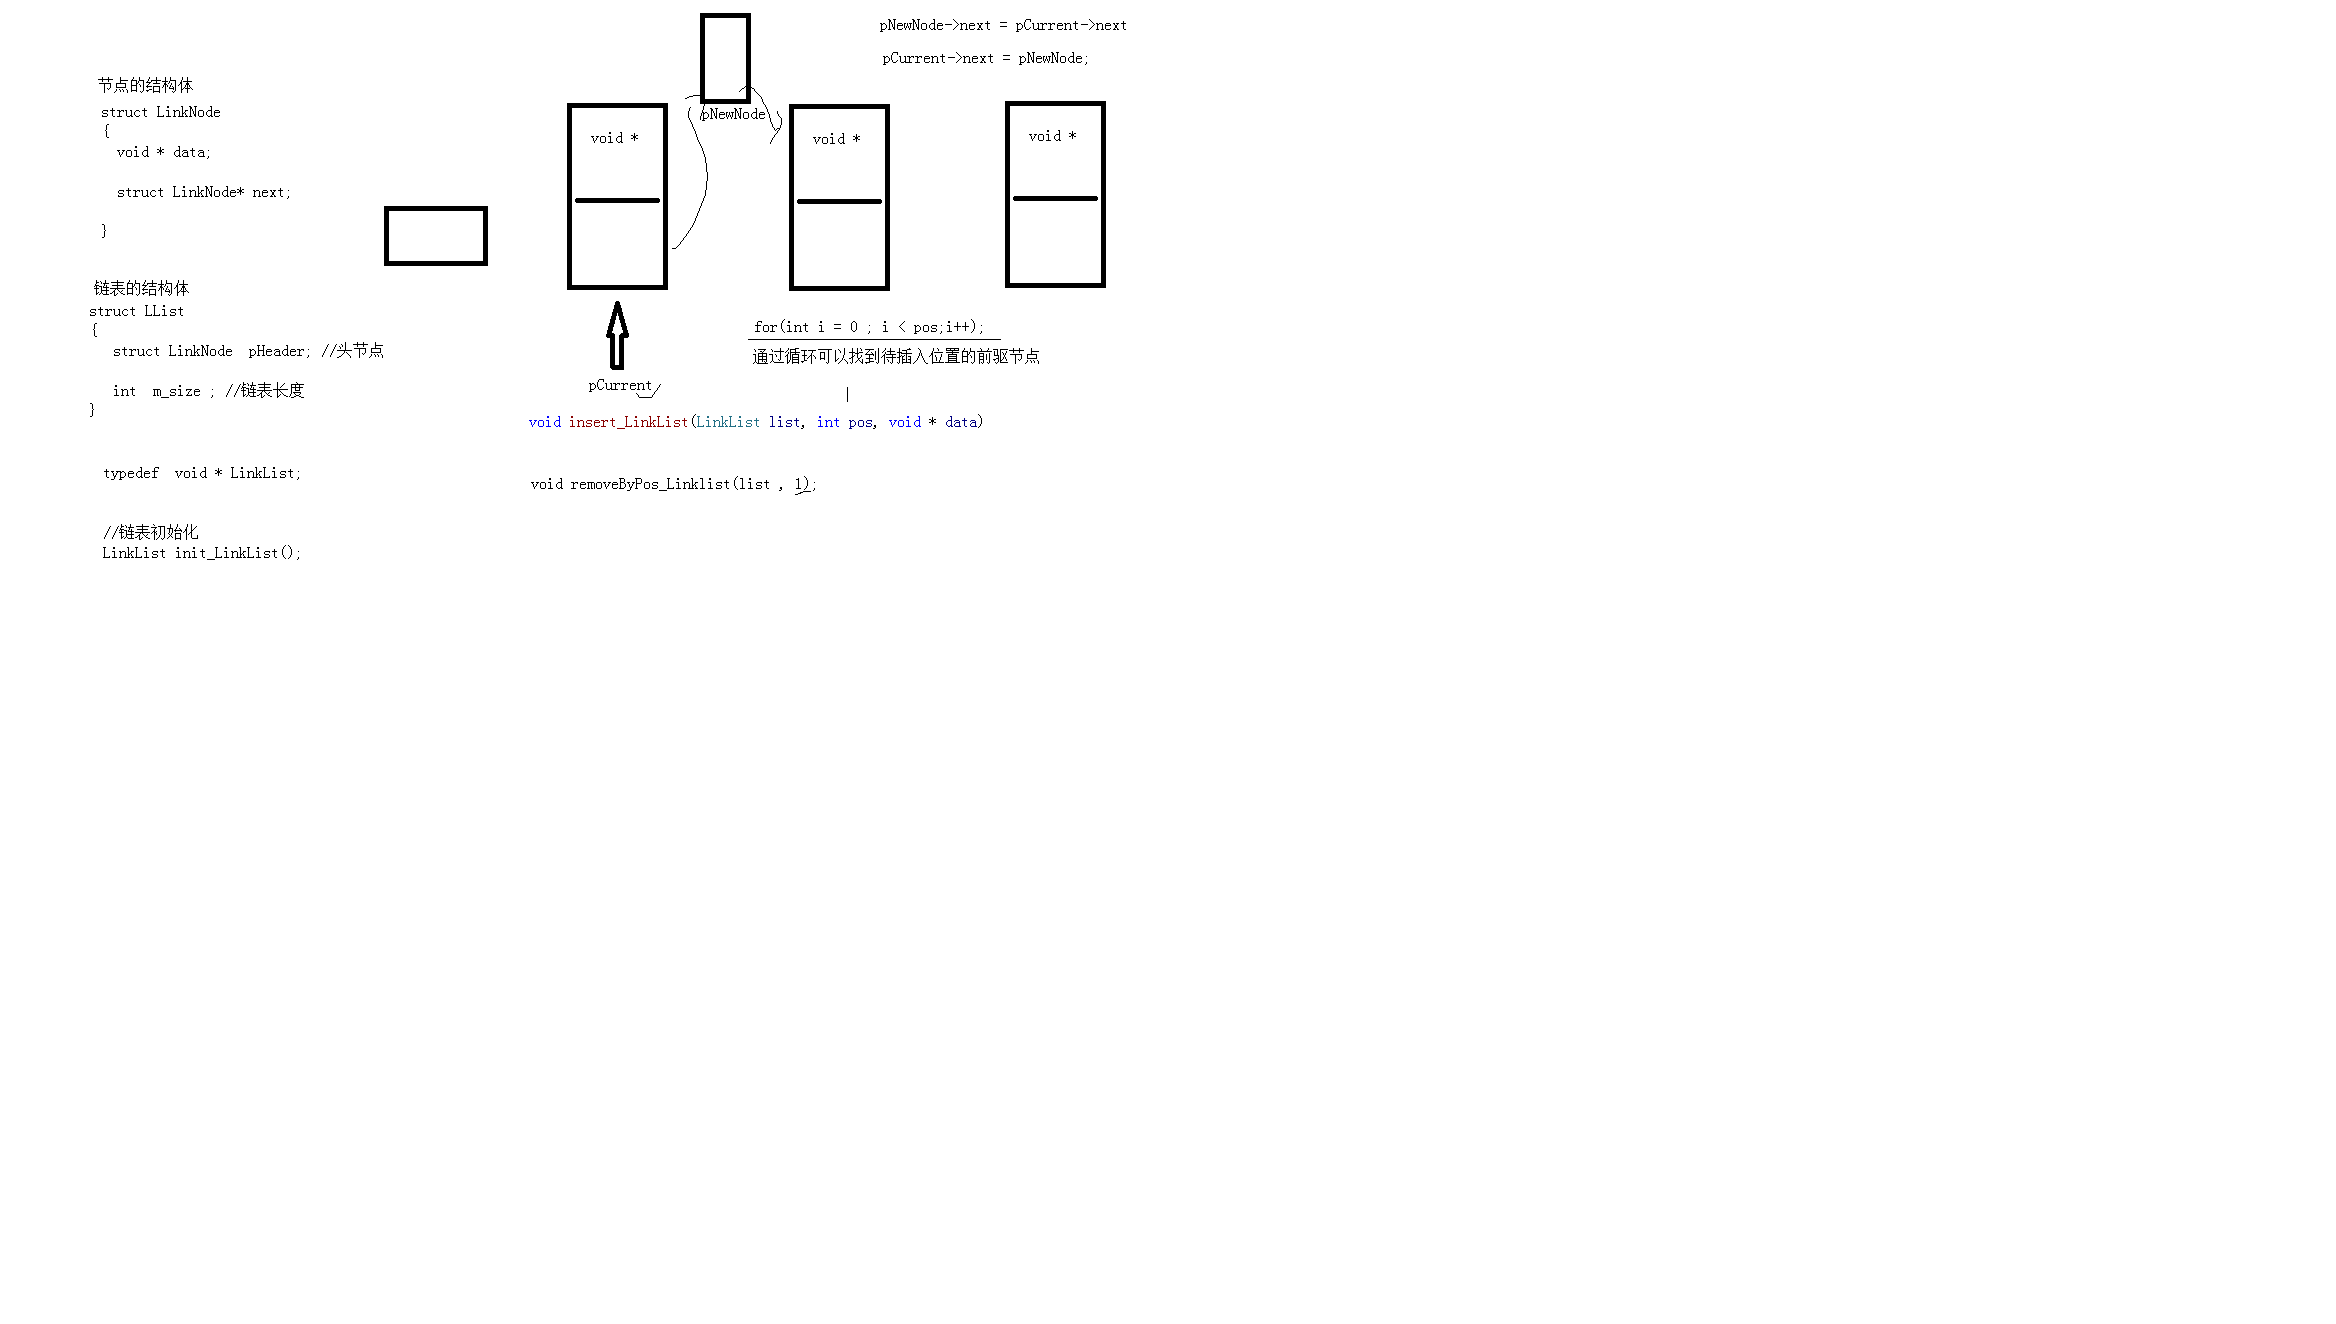 节点的结构体
struct LinkNode
{
void * data;
struct LinkNode* next;
}
链表的结构体
struct LList
{
struct LinkNode  pHeader; //头节点
int  m_size ; //链表长度
}
typedef  void * LinkList;
//链表初始化
LinkList init_LinkList();
pNewNode->next = pCurrent->next
pCurrent->next = pNewNode;
pNewNode
void *
void *
void *
pCurrent
for(int i = 0 ; i < pos;i++);
通过循环可以找到待插入位置的前驱节点
void insert_LinkList(LinkList list, int pos, void * data)
void removeByPos_Linklist(list , 1);